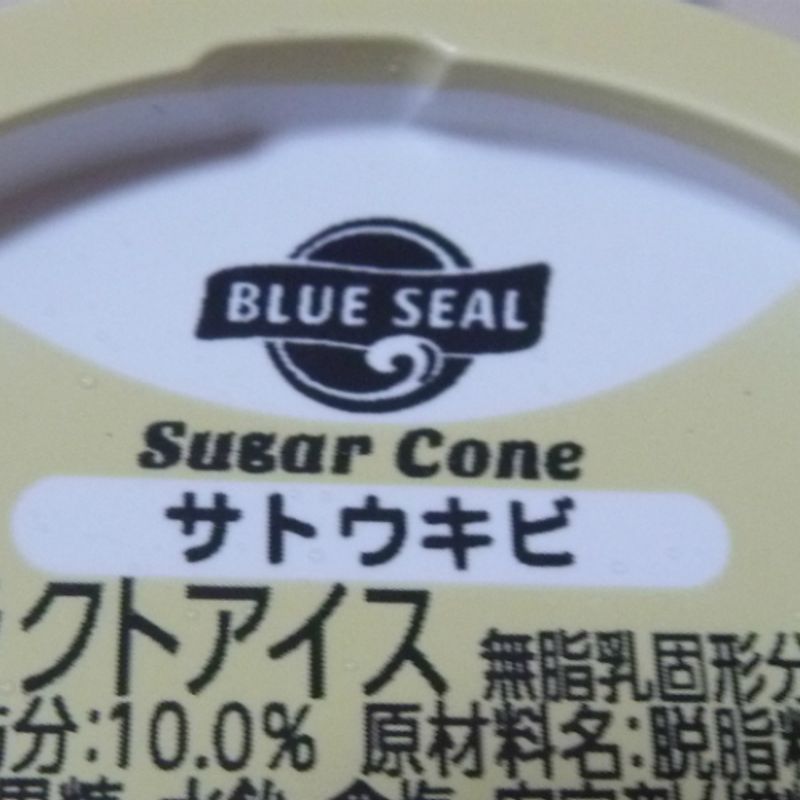 BLUE SEAL
Sugar Cone
サトウキビ
クトアイス 無脂乳固形分
分:10.0% 原材料名:脱脂